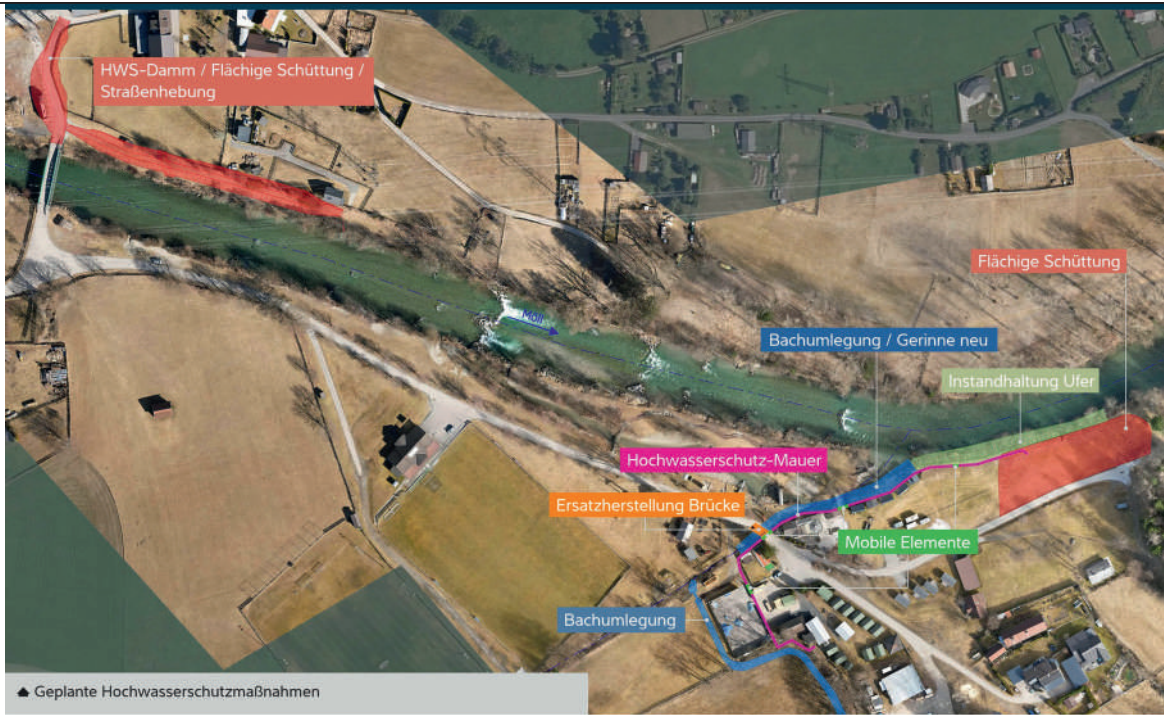 HWS-Damm / Flächige Schüttung /
Straßenhebung
Flächige Schüttung
Möll
Bachumlegung / Gerinne neu
Instandhaltung Ufer
Hochwasserschutz-Mauer
Ersatzherstellung Brücke
Mobile Elemente
Bachumlegung
Geplante Hochwasserschutzmaßnahmen